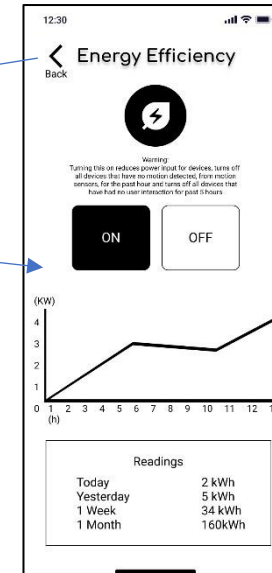 12:30
Energy Efficiency
Back
Warning
Turning this on reduces power input for devices, turns off
all devices that have no motion detected, from motion
sensors, for the past hour and turns off all devices that
have had no user interaction for past 5 hours
ON OFF
(KW)
4
3
2
1
0 1 2 3 4 5 6 7 8 9 10 11 12
(h)
Readings
Today 2 kWh
Yesterday 5 kWh
1 Week 34 kWh
1 Month 160kWh